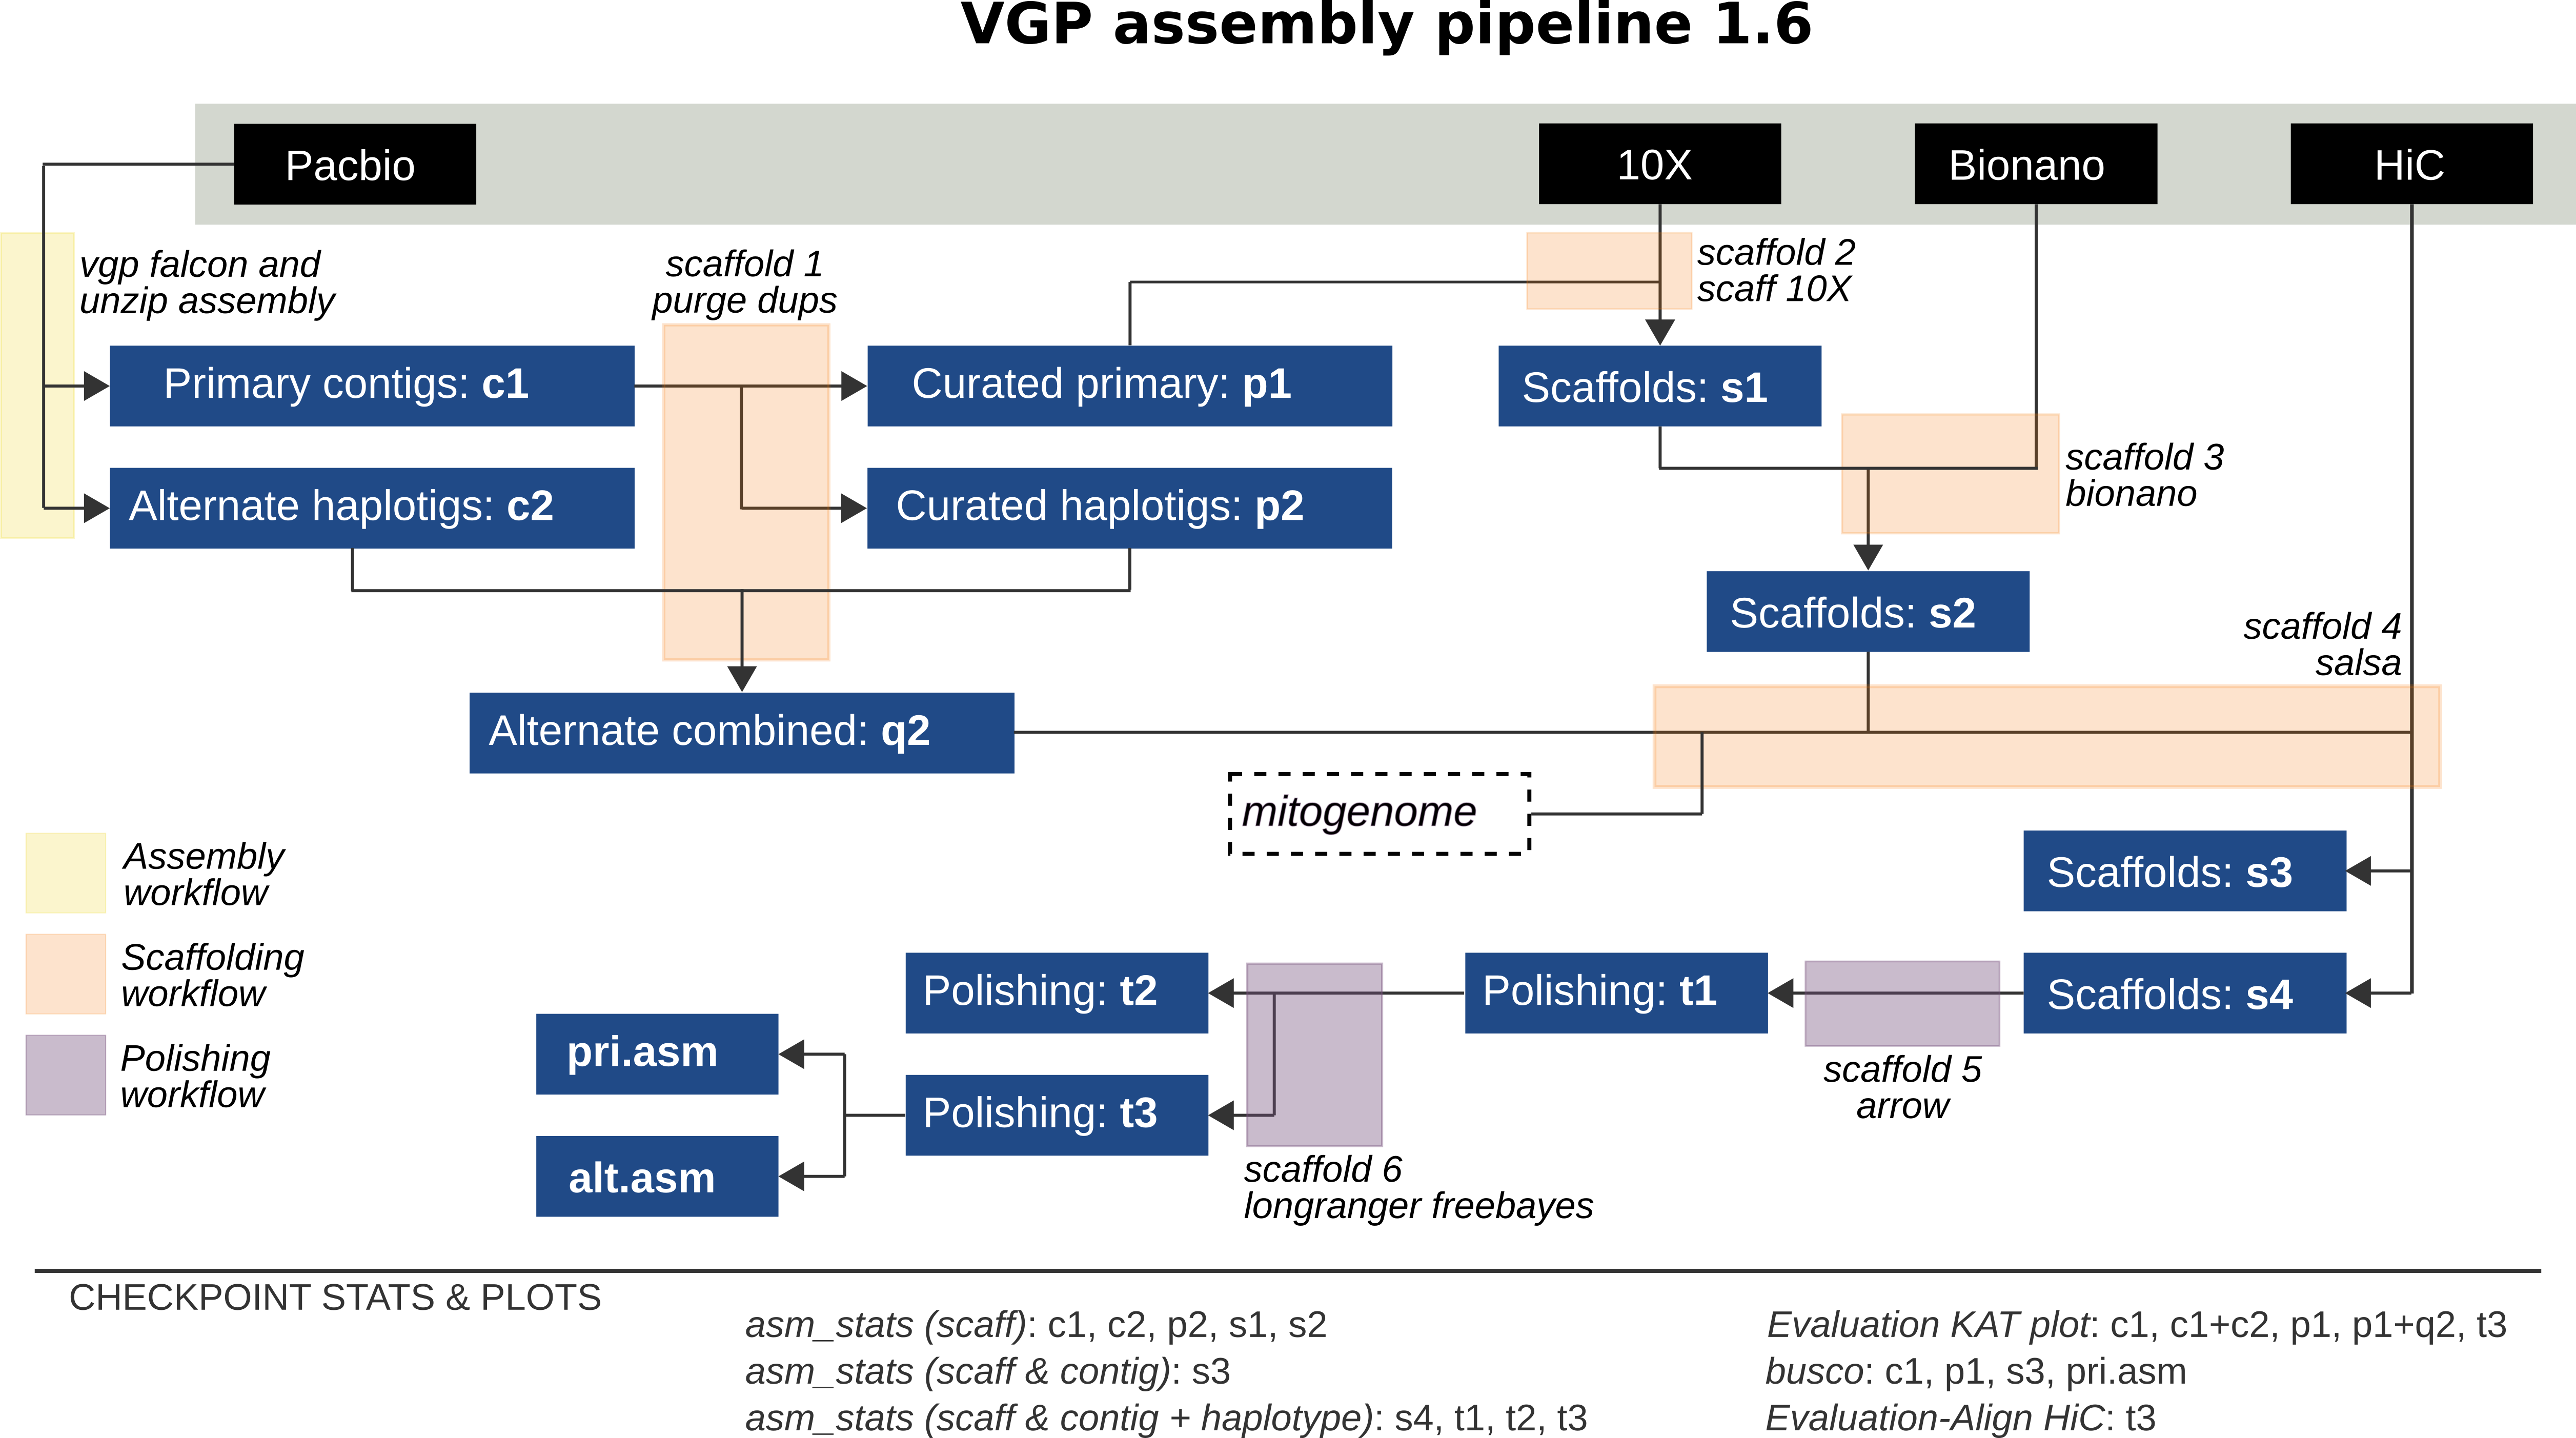 VGP assembly pipeline 1.6
Pacbio
10X
Bionano
HiC
vgp falcon and
unzip assembly
scaffold 1
purge dups
scaffold 2
scaff 10X
Primary contigs: c1
Curated primary: p1
Scaffolds: s1
Alternate haplotigs: c2
Curated haplotigs: p2
scaffold 3
bionano
Scaffolds: s2
scaffold 4
salsa
Alternate combined: q2
mitogenome
Assembly
workflow
Scaffolding
workflow
Polishing
workflow
Scaffolds: s3
Scaffolds: s4
Polishing: t1
Polishing: t2
scaffold 5
arrow
Polishing: t3
scaffold 6
longranger freebayes
pri.asm
alt.asm
CHECKPOINT STATS & PLOTS
asm_stats (scaff): c1, c2, p2, s1, s2
asm_stats (scaff & contig): s3
asm_stats (scaff & contig + haplotype): s4, t1, t2, t3
Evaluation KAT plot: c1, c1+c2, p1, p1+q2, t3
busco: c1, p1, s3, pri.asm
Evaluation-Align HiC: t3